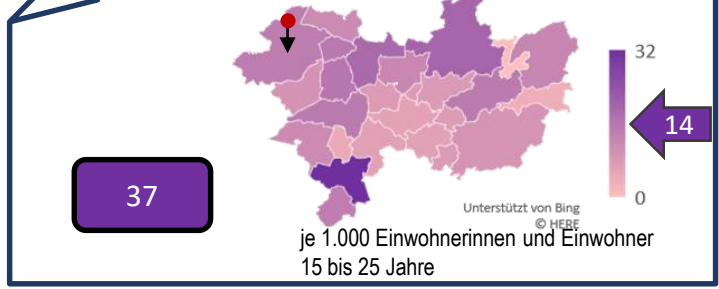 32
14
37
0
Unterstützt von Bing
© HERE
je 1.000 Einwohnerinnen und Einwohner
15 bis 25 Jahre